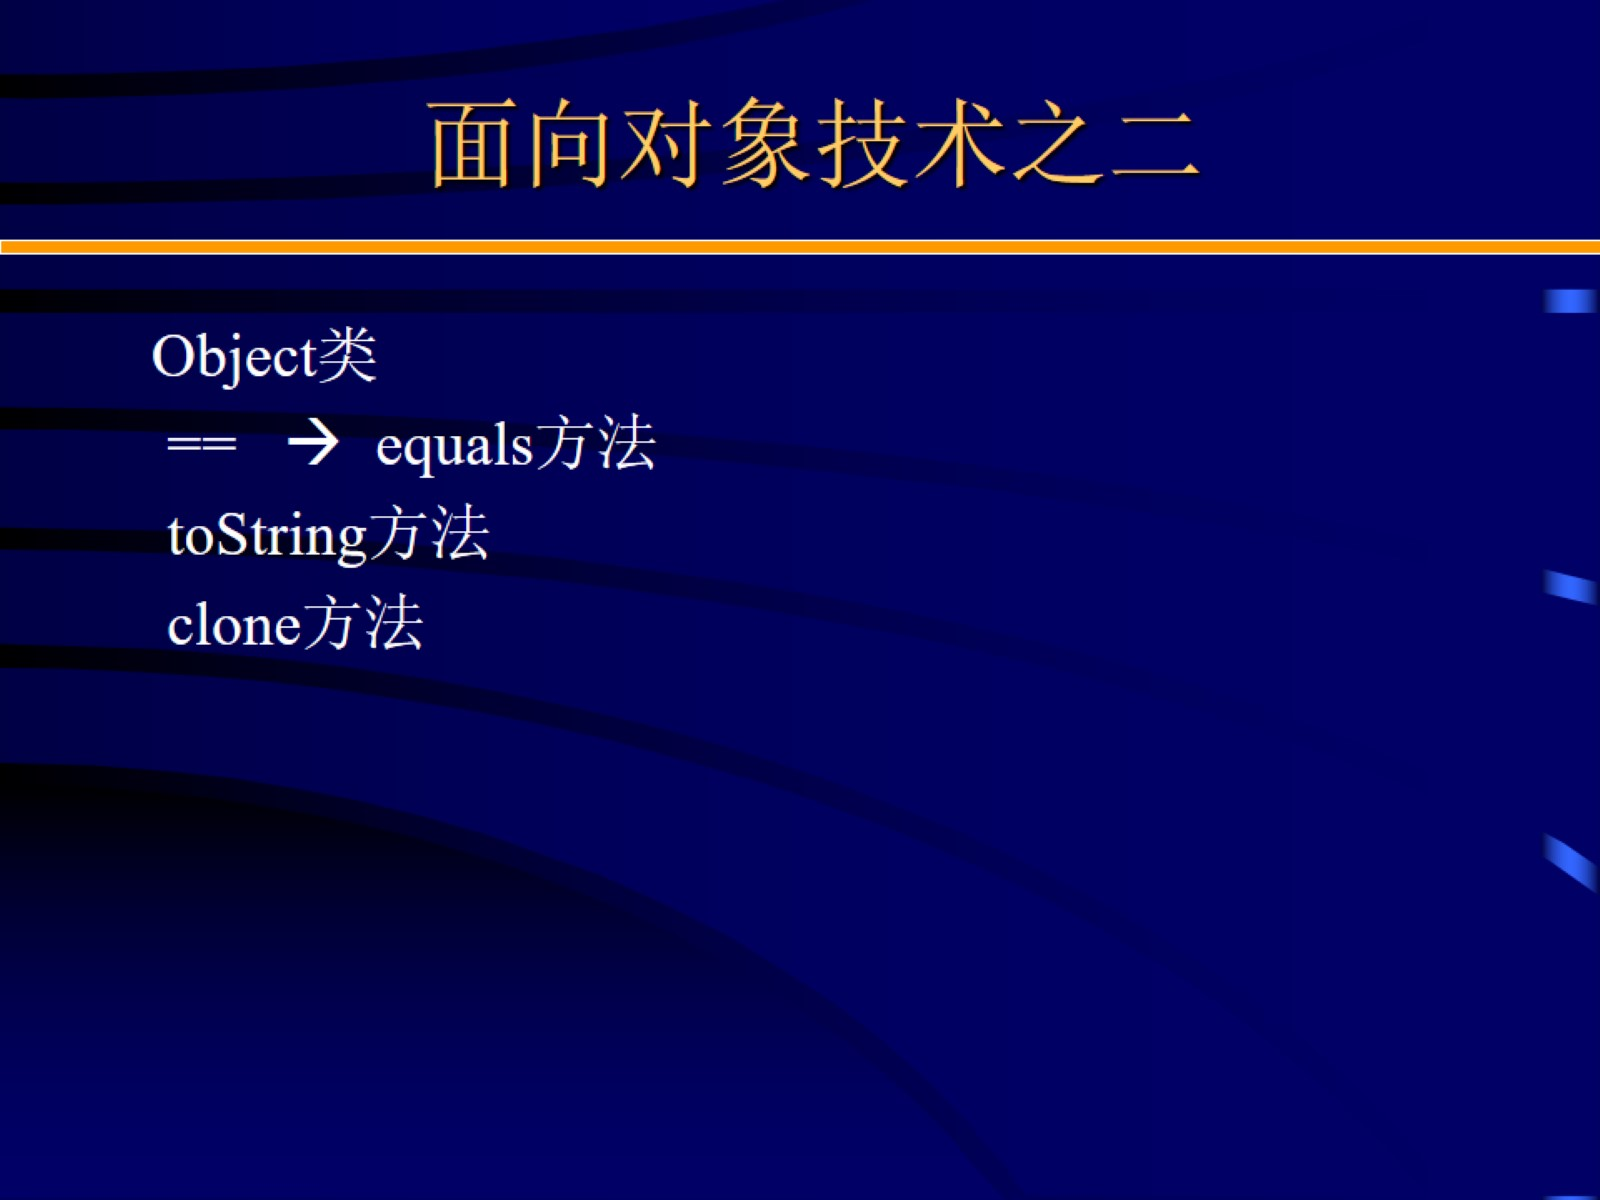 面向对象技术之二
Object类
== → equals方法
toString方法
clone方法